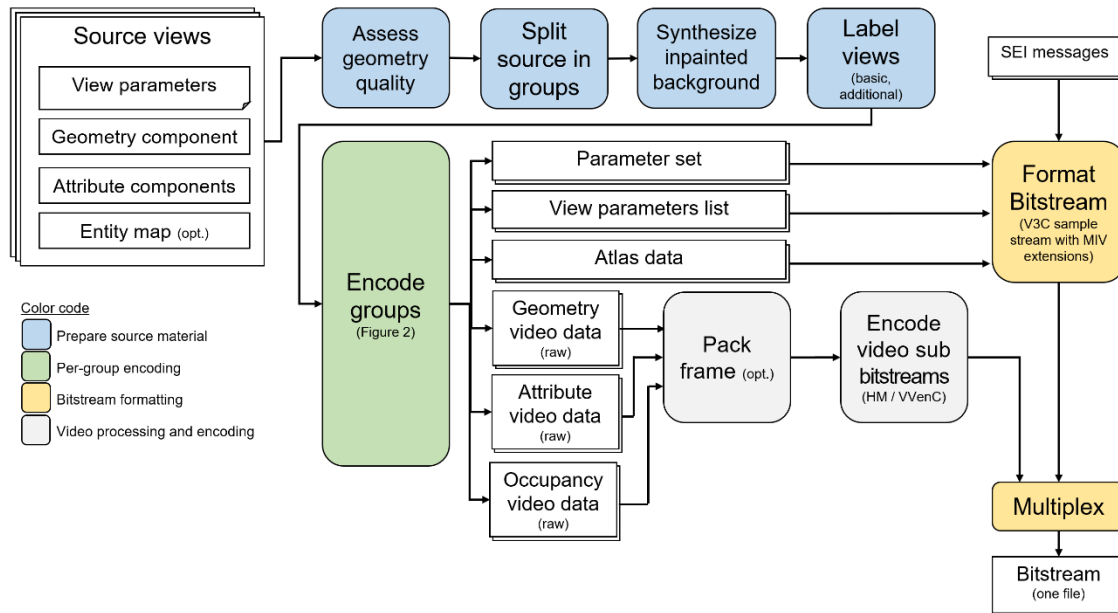 Source views
View parameters
Geometry component
Attribute components
Entity map (opt.)
Assess
geometry
quality
Split
source in
groups
Synthesize
inpainted
background
Label
views
(basic,
additional)
SEI messages
Encode
groups
(Figure 2)
Parameter set
View parameters list
Atlas data
Geometry
video data
(raw)
Attribute
video data
(raw)
Occupancy
video data
(raw)
Pack
frame (opt.)
Encode
video sub
bitstreams
(HM / VVenC)
Format
Bitstream
(V3C sample
stream with MIV
extensions)
Multiplex
Bitstream
(one file)
Color code
Prepare source material
Per-group encoding
Bitstream formatting
Video processing and encoding